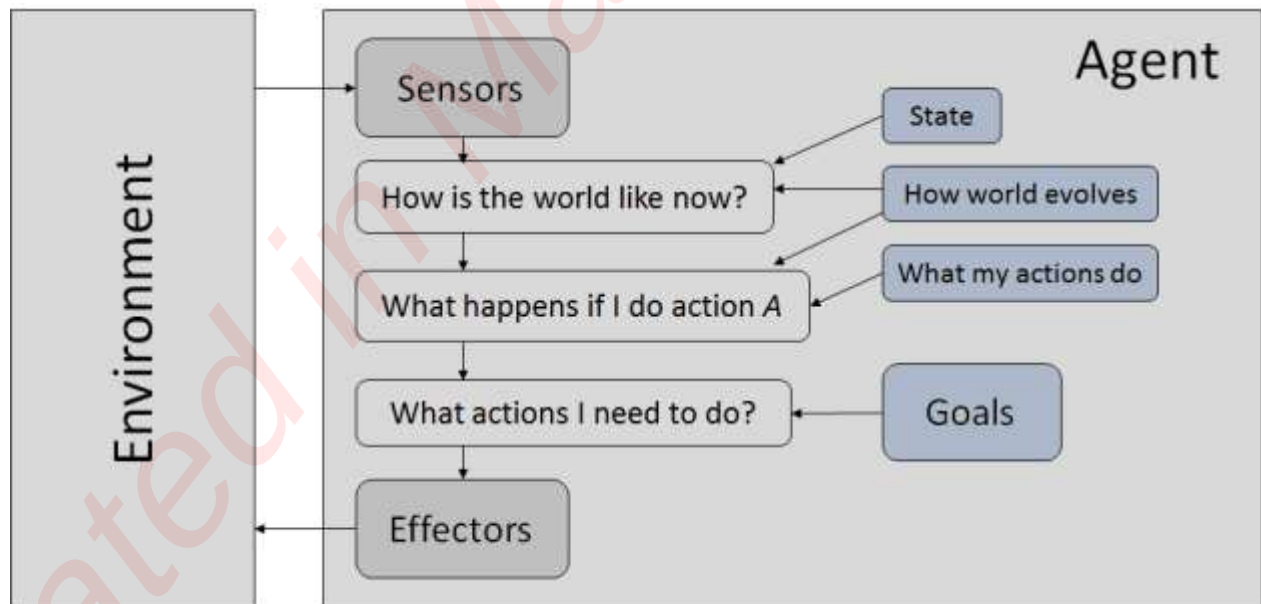 Agent
Environment
Sensors
State
How is the world like now?
How world evolves
What my actions do
What happens if I do action A
What actions I need to do?
Goals
Effectors